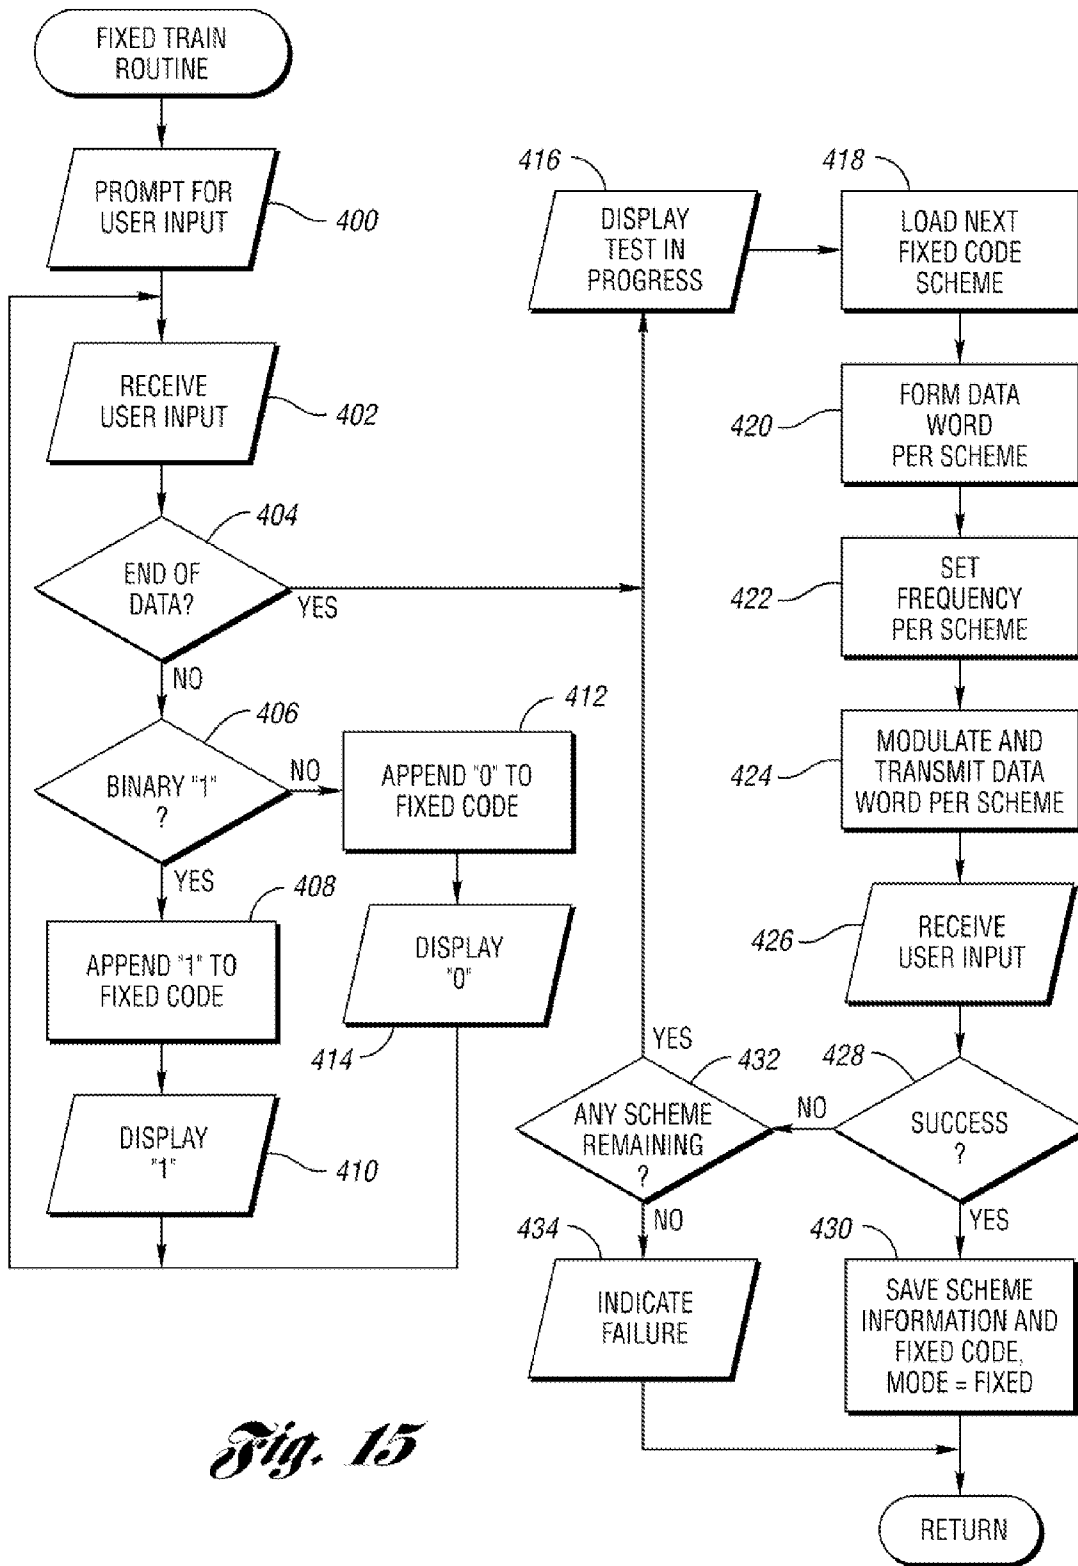 FIXED TRAIN
ROUTINE
PROMPT FOR
USER INPUT
400
RECEIVE
USER INPUT
402
404
END OF
DATA?
YES
NO
406
BINARY "1"
?
NO
YES
412
APPEND "0" TO
FIXED CODE
408
APPEND "1" TO
FIXED CODE
DISPLAY
"0"
414
DISPLAY
"1"
410
416
DISPLAY
TEST IN
PROGRESS
418
LOAD NEXT
FIXED CODE
SCHEME
420
FORM DATA
WORD
PER SCHEME
422
SET
FREQUENCY
PER SCHEME
424
MODULATE AND
TRANSMIT DATA
WORD PER SCHEME
426
RECEIVE
USER INPUT
428
SUCCESS
?
NO
YES
432
ANY SCHEME
REMAINING
?
YES
NO
434
INDICATE
FAILURE
430
SAVE SCHEME
INFORMATION AND
FIXED CODE,
MODE = FIXED
RETURN
Fig. 15